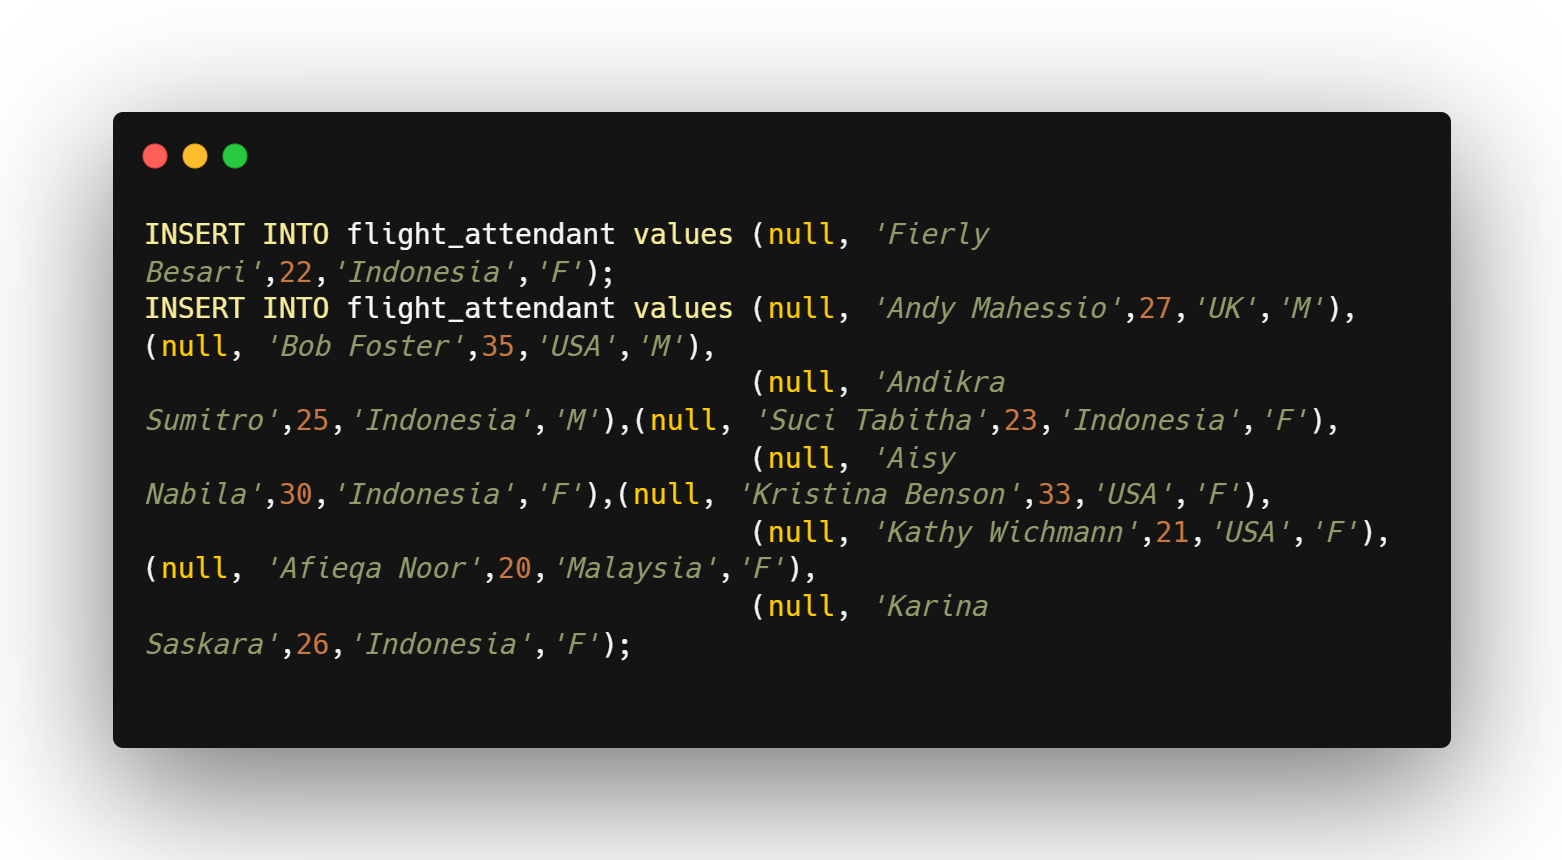 INSERT INTO flight_attendant values (null, 'Fierly
Besari',22,'Indonesia','F');
INSERT INTO flight_attendant values (null, 'Andy Mahessio',27,'UK','M'),
(null, 'Bob Foster',35,'USA','M'),
(null, 'Andikra
Sumitro',25,'Indonesia','M'),(null, 'Suci Tabitha',23,'Indonesia','F'),
(null, 'Aisy
Nabila',30,'Indonesia','F'),(null, 'Kristina Benson',33,'USA','F'),
(null, 'Kathy Wichmann',21,'USA','F'),
(null, 'Afieqa Noor',20,'Malaysia','F'),
(null, 'Karina
Saskara',26,'Indonesia','F');